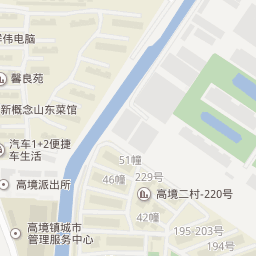 祥伟电脑
馨良苑
新概念山东菜馆
汽车1+2便捷
车生活
高境派出所
高境镇城市
管理服务中心
51幢
46幢
229号
高境二村-220号
42幢
195-203号
194号